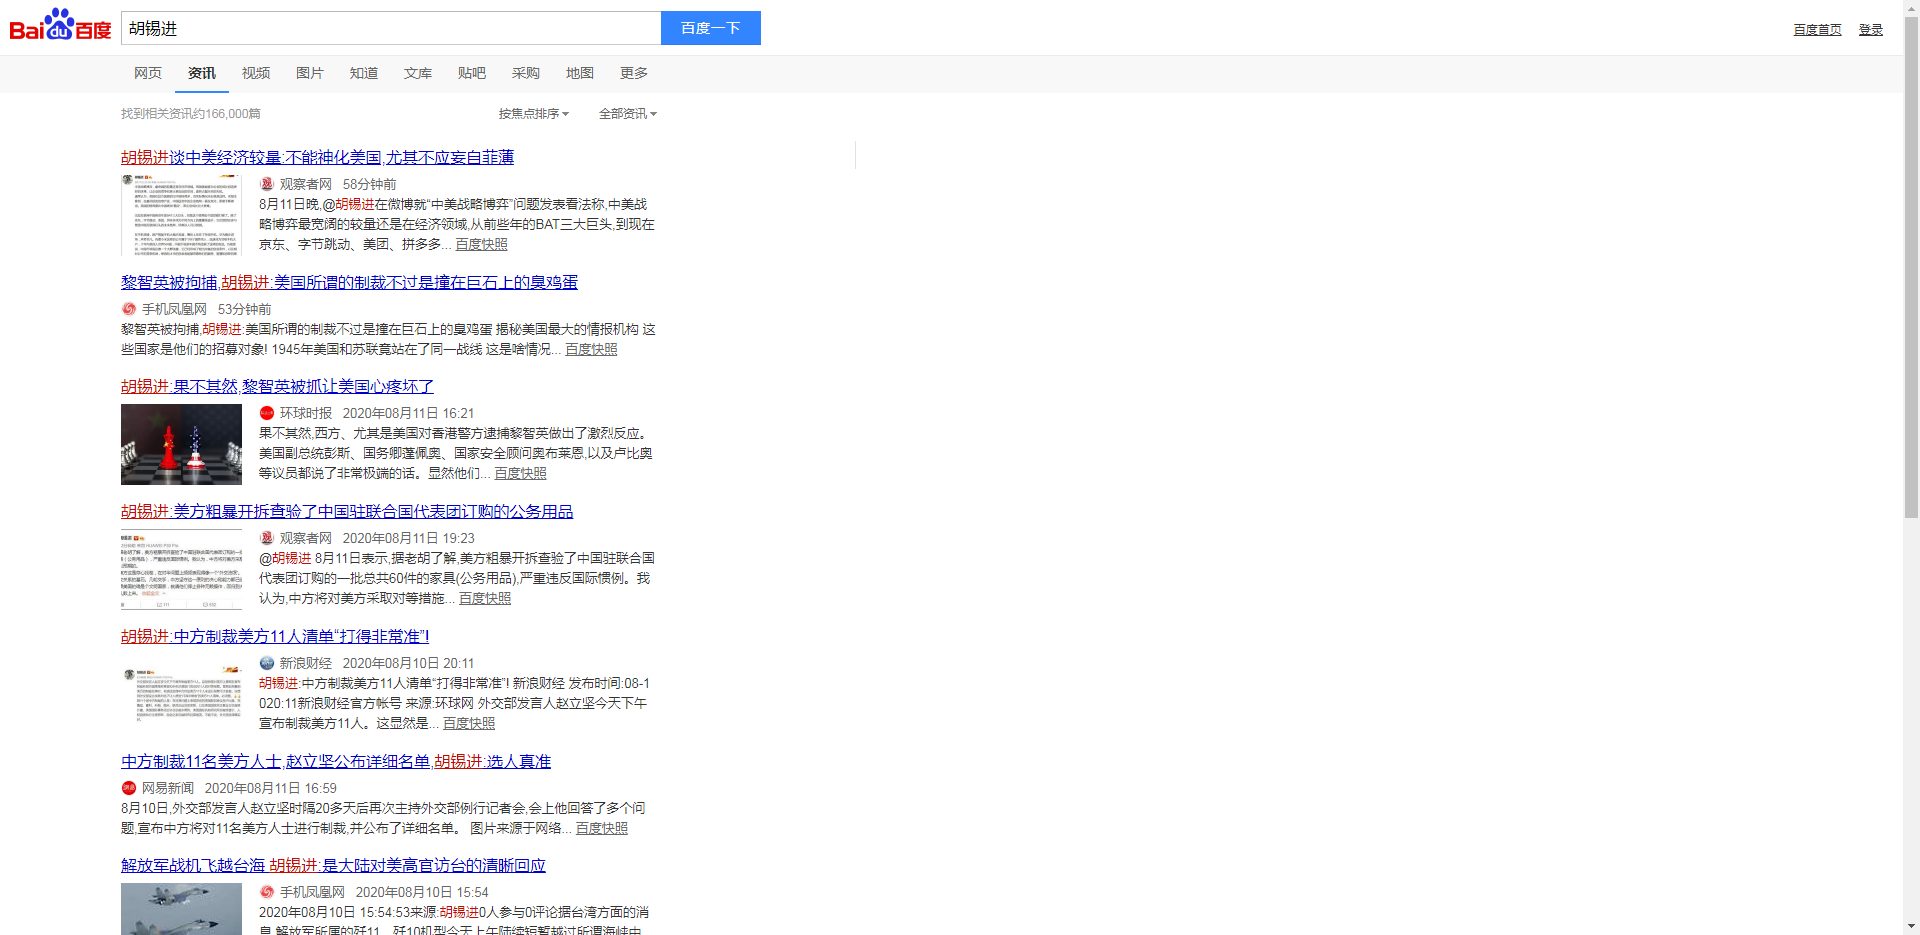 Bai du 百度
胡锡进
百度一下
百度首页 登录
网页 资讯 视频 图片 知道 文库 贴吧 采购 地图 更多
找到相关资讯约166,000篇
按焦点排序 全部资讯
胡锡进谈中美经济较量:不能神化美国,尤其不应妄自菲薄
观察者网 58分钟前
8月11日晚,@胡锡进在微博就“中美战略博弈”问题发表看法称,中美战
略博弈最宽阔的较量还是在经济领域,从前些年的BAT三大巨头,到现在
京东、字节跳动、美团、拼多多... 百度快照
黎智英被拘捕,胡锡进:美国所谓的制裁不过是撞在巨石上的臭鸡蛋
手机凤凰网 53分钟前
黎智英被拘捕,胡锡进:美国所谓的制裁不过是撞在巨石上的臭鸡蛋 揭秘美国最大的情报机构 这
些国家是他们的招募对象! 1945年美国和苏联竟站在了同一战线 这是啥情况... 百度快照
胡锡进:果不其然,黎智英被抓让美国心疼坏了
环球时报 2020年08月11日 16:21
果不其然,西方、尤其是美国对香港警方逮捕黎智英做出了激烈反应。
美国副总统彭斯、国务卿蓬佩奥、国家安全顾问奥布莱恩,以及卢比奥
等议员都说了非常极端的话。显然他们... 百度快照
胡锡进:美方粗暴开拆查验了中国驻联合国代表团订购的公务用品
观察者网 2020年08月11日 19:23
@胡锡进 8月11日表示,据老胡了解,美方粗暴开拆查验了中国驻联合国
代表团订购的一批总共60件的家具(公务用品),严重违反国际惯例。我
认为,中方将对美方采取对等措施... 百度快照
胡锡进:中方制裁美方11人清单“打得非常准”!
新浪财经 2020年08月10日 20:11
胡锡进:中方制裁美方11人清单“打得非常准”! 新浪财经 发布时间:08-1
020:11新浪财经官方帐号 来源:环球网 外交部发言人赵立坚今天下午
宣布制裁美方11人。这显然是... 百度快照
中方制裁11名美方人士,赵立坚公布详细名单,胡锡进:选人真准
网易新闻 2020年08月11日 16:59
8月10日,外交部发言人赵立坚时隔20多天后再次主持外交部例行记者会,会上他回答了多个问
题,宣布中方将对11名美方人士进行制裁,并公布了详细名单。 图片来源于网络... 百度快照
解放军战机飞越台海 胡锡进:是大陆对美高官访台的清晰回应
手机凤凰网 2020年08月10日 15:54
2020年08月10日 15:54:53来源:胡锡进0人参与0评论据台湾方面的消
息,解放军所属的歼11、歼10机型今天上午陆续短暂越过所谓海峡中